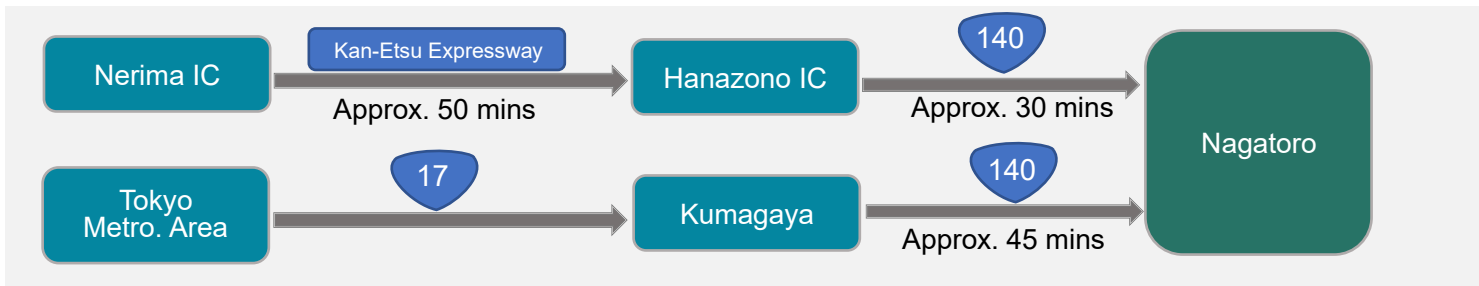 Nerima IC
Kan-Etsu Expressway
Approx. 50 mins
Hanazono IC
140
Approx. 30 mins
Nagatoro
Tokyo
Metro. Area
17
Kumagaya
140
Approx. 45 mins